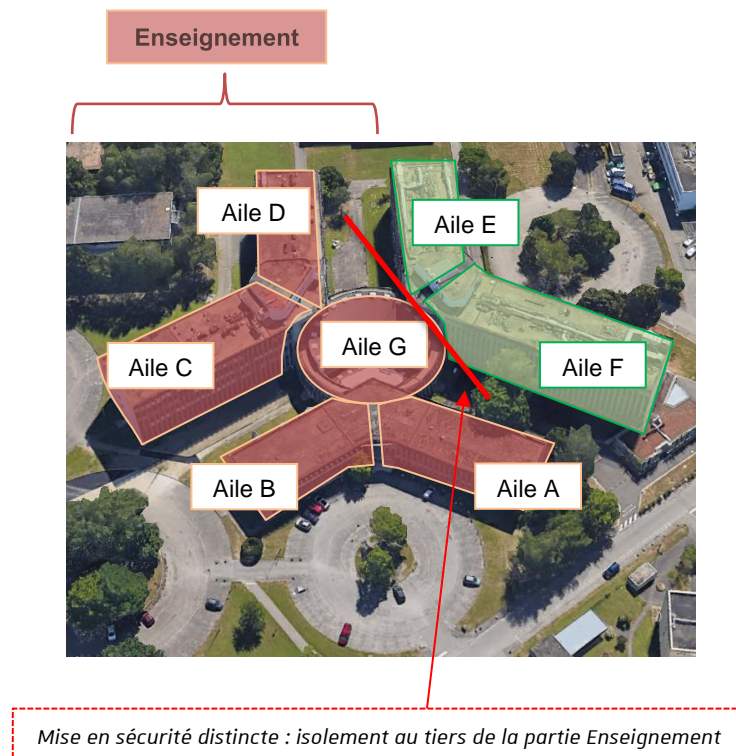 Enseignement
Aile D
Aile E
Aile G
Aile C
Aile F
Aile B
Aile A
Mise en sécurité distincte : isolement au tiers de la partie Enseignement